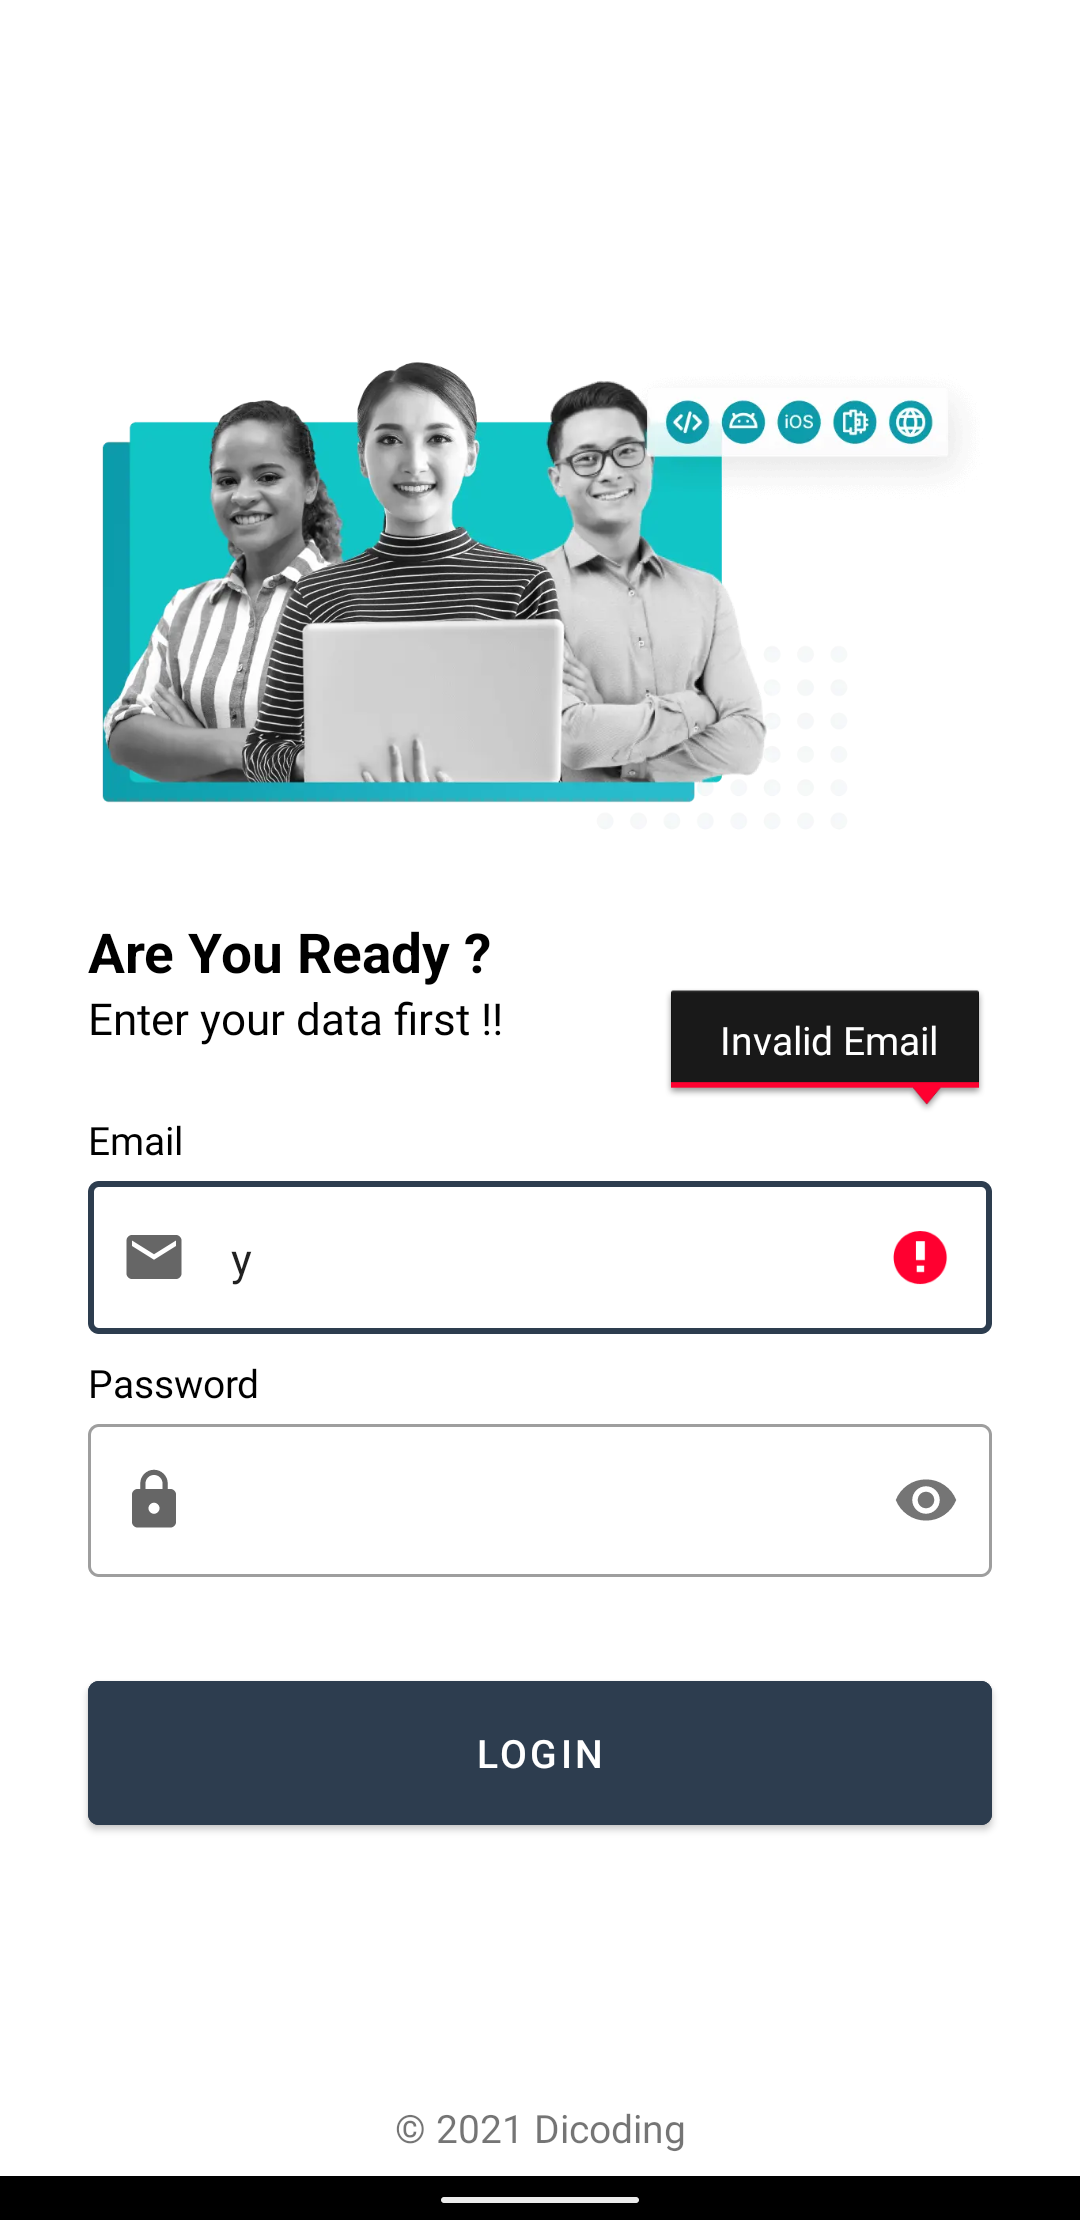 iOS
Are You Ready ?
Enter your data first !!
Invalid Email
Email
y
Password
LOGIN
© 2021 Dicoding